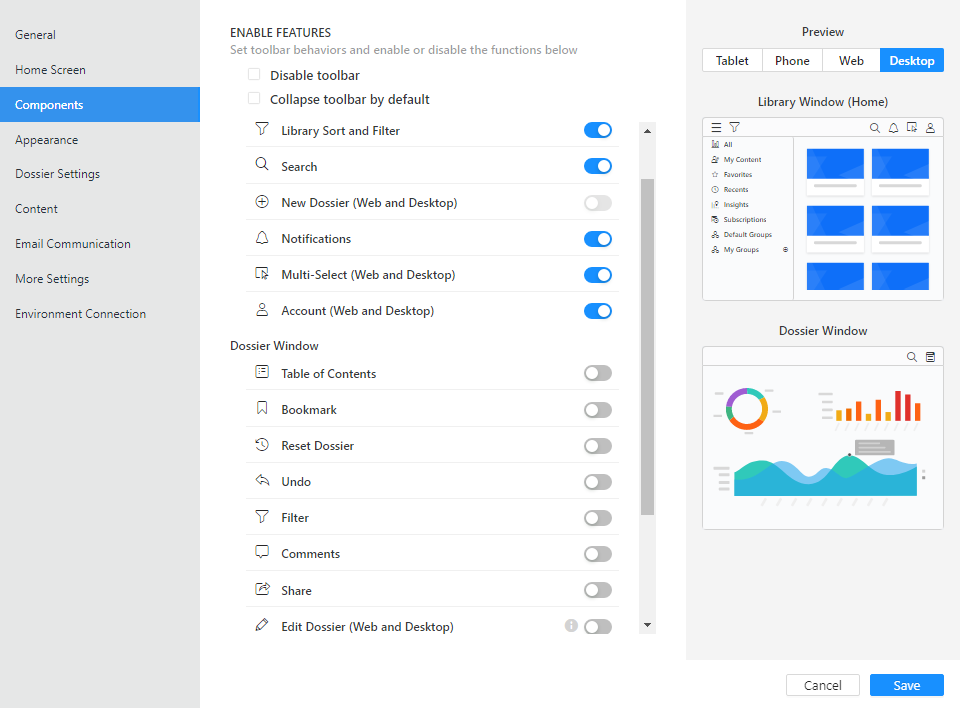 General
Home Screen
Components
Appearance
Dossier Settings
Content
Email Communication
More Settings
Environment Connection
ENABLE FEATURES
Set toolbar behaviors and enable or disable the functions below
Disable toolbar
Collapse toolbar by default
Library Sort and Filter
Search
New Dossier (Web and Desktop)
Notifications
Multi-Select (Web and Desktop)
Account (Web and Desktop)
Dossier Window
Table of Contents
Bookmark
Reset Dossier
Undo
Filter
Comments
Share
Edit Dossier (Web and Desktop)
Preview
Tablet Phone Web Desktop
Library Window (Home)
All
My Content
Favorites
Recents
Insights
Subscriptions
Default Groups
My Groups
Dossier Window
Cancel Save